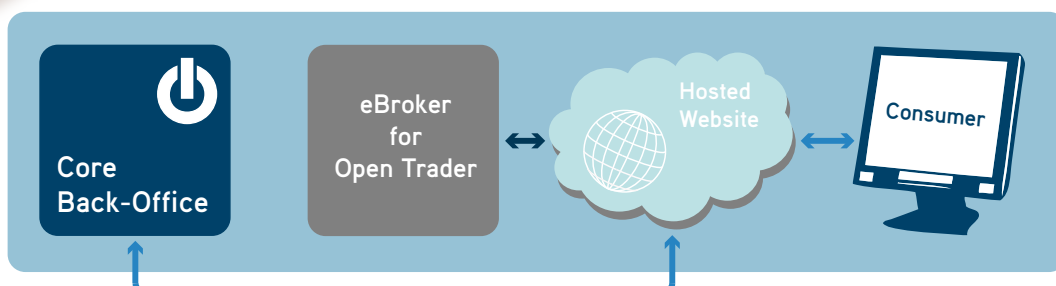 Core
Back-Office
eBroker
for
Open Trader
Hosted
Website
Consumer